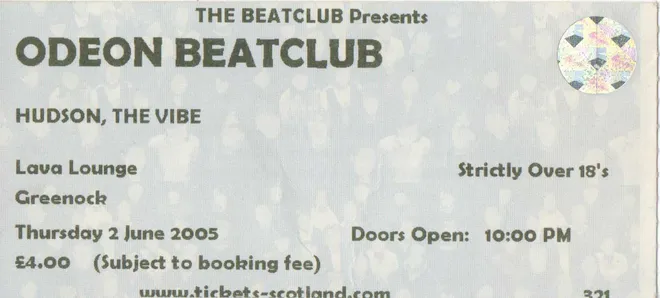 THE BEATCLUB Presents
ODEON BEATCLUB
HUDSON, THE VIBE
Lava Lounge
Strictly Over 18's
Greenock
Thursday 2 June 2005
Doors Open: 10:00 PM
£4.00 (Subject to booking fee)
www.tickets-scotland.com
321